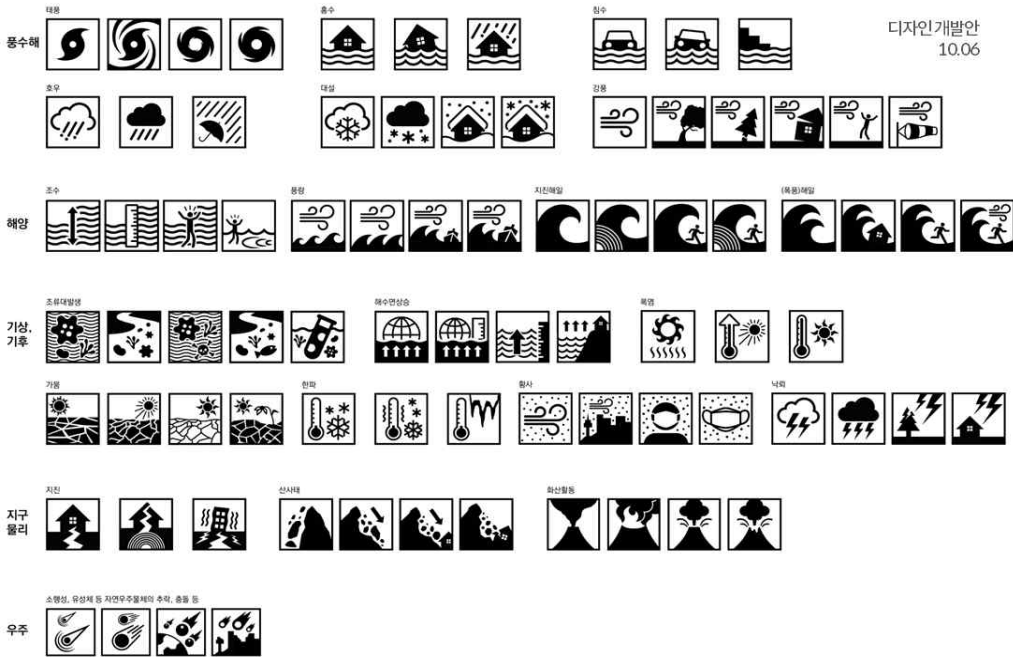 디자인개발안
10.06
풍수해
태풍
홍수
침수
호우
대설
강풍
해양
조수
풍랑
지진해일
(폭풍)해일
기상,
기후
조류대발생
해수면상승
폭염
가뭄
한파
황사
낙뢰
지구
물리
지진
산사태
화산활동
우주
소행성, 유성체 등 자연우주물체의 추락, 충돌 등